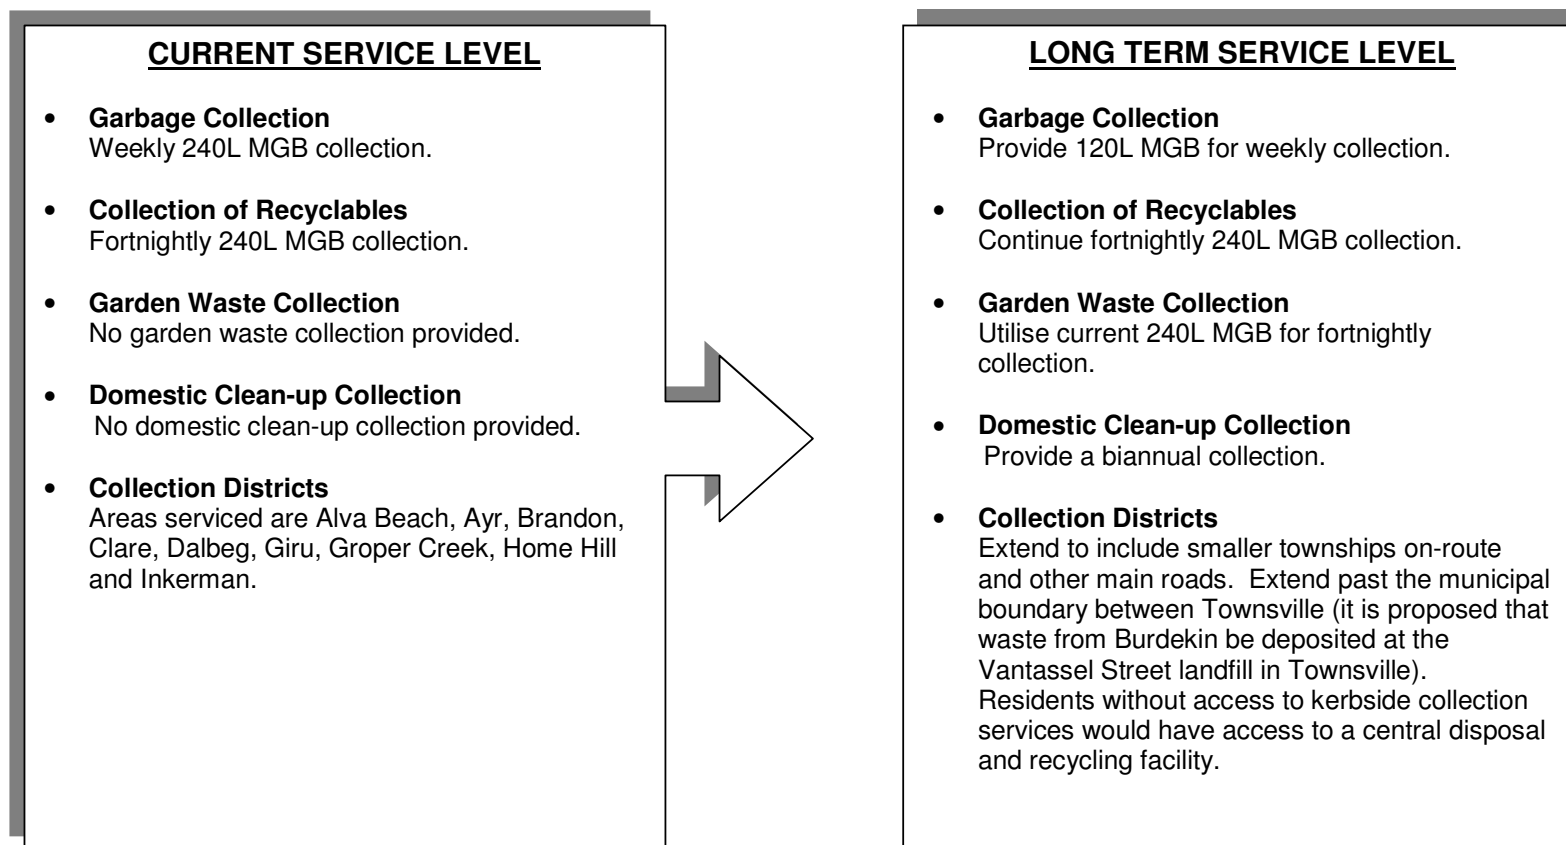 CURRENT SERVICE LEVEL
• Garbage Collection
Weekly 240L MGB collection.
• Collection of Recyclables
Fortnightly 240L MGB collection.
• Garden Waste Collection
No garden waste collection provided.
• Domestic Clean-up Collection
No domestic clean-up collection provided.
• Collection Districts
Areas serviced are Alva Beach, Ayr, Brandon,
Clare, Dalbeg, Giru, Groper Creek, Home Hill
and Inkerman.
LONG TERM SERVICE LEVEL
• Garbage Collection
Provide 120L MGB for weekly collection.
• Collection of Recyclables
Continue fortnightly 240L MGB collection.
• Garden Waste Collection
Utilise current 240L MGB for fortnightly
collection.
• Domestic Clean-up Collection
Provide a biannual collection.
• Collection Districts
Extend to include smaller townships on-route
and other main roads.  Extend past the municipal
boundary between Townsville (it is proposed that
waste from Burdekin be deposited at the
Vantassel Street landfill in Townsville).
Residents without access to kerbside collection
services would have access to a central disposal
and recycling facility.